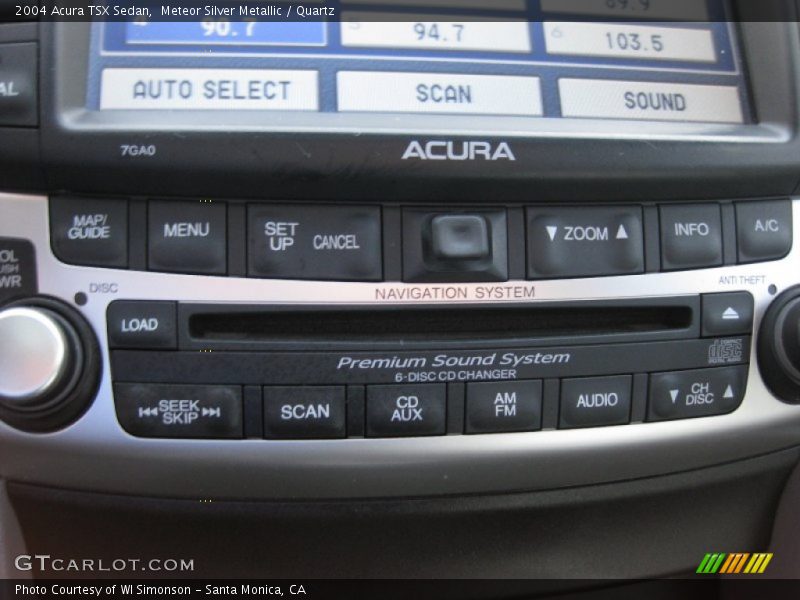 2004 Acura TSX Sedan,  Meteor Silver Metallic / Quartz
90.7 94.7 103.5
AUTO SELECT SCAN SOUND
7GA0 ACURA
MAP/ GUIDE MENU SET UP CANCEL ▼ ZOOM ▲ INFO A/C
NAVIGATION SYSTEM
DISC ANTI THEFT
LOAD
Premium Sound System
6-DISC CD CHANGER
SEEK SKIP SCAN CD AUX AM FM AUDIO ▼ CH DISC ▲
GTCARLOT.COM
Photo Courtesy of WI Simonson – Santa Monica, CA